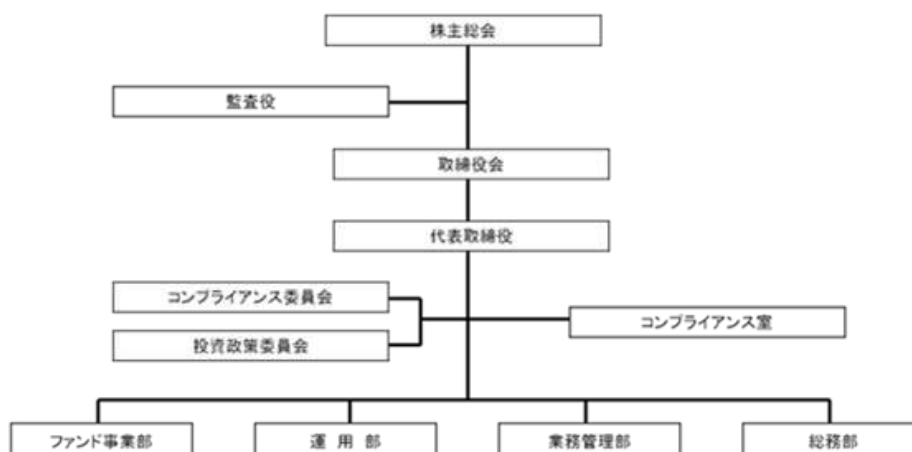 株主総会
監査役
取締役会
代表取締役
コンプライアンス委員会
コンプライアンス室
投資政策委員会
ファンド事業部
運 用 部
業務管理部
総務部